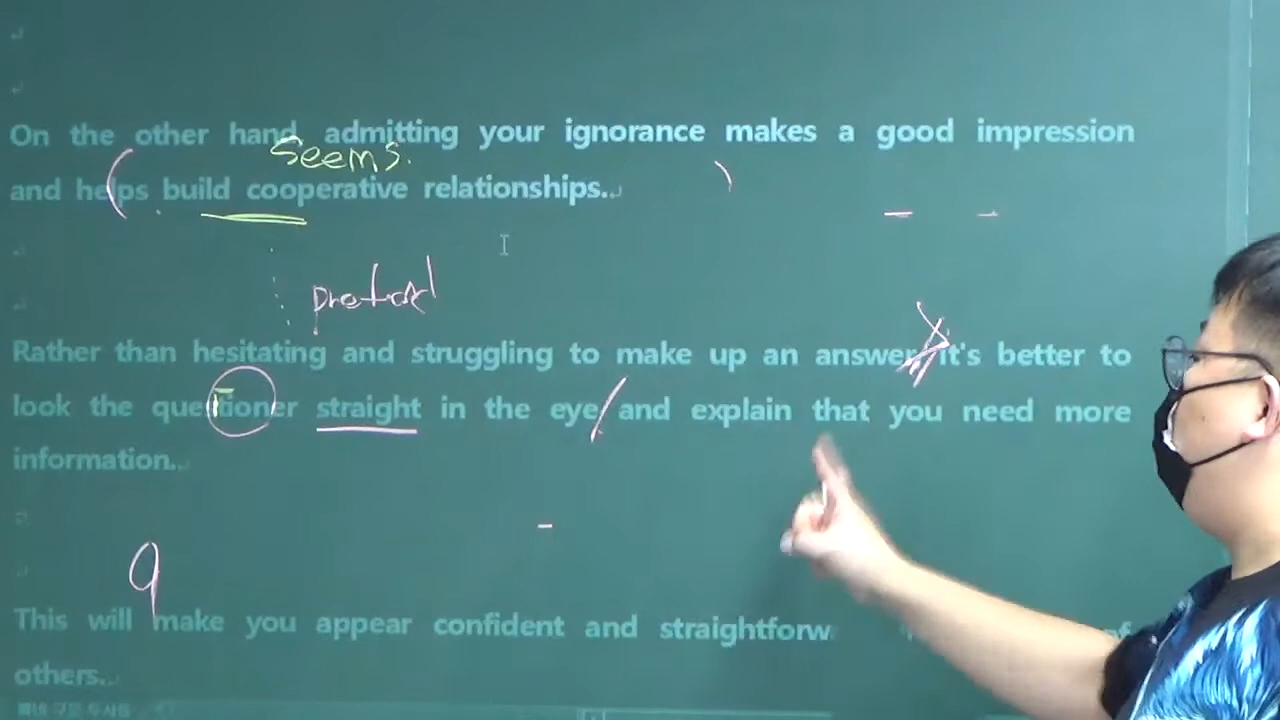 On the other hand, admitting your ignorance makes a good impression
seems.
and helps build cooperative relationships..
Rather than hesitating and struggling to make up an answer, it's better to
look the questioner straight in the eye and explain that you need more
information..
9
This will make you appear confident and straightforw of
others..